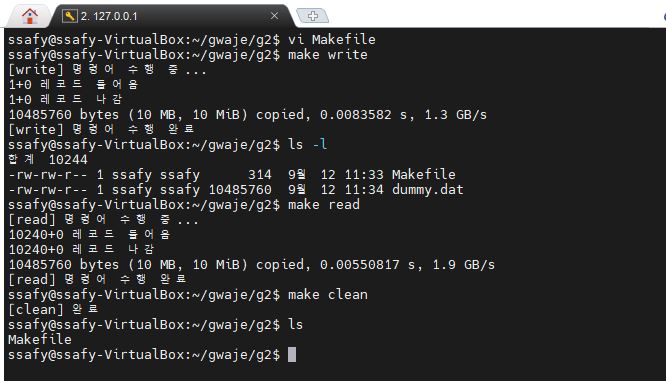 2. 127.0.0.1
ssafy@ssafy-VirtualBox:~/gwaje/g2$ vi Makefile
ssafy@ssafy-VirtualBox:~/gwaje/g2$ make write
[write] 명령어 수행 중...
1+0 레코드 들어옴
1+0 레코드 나감
10485760 bytes (10 MB, 10 MiB) copied, 0.0083582 s, 1.3 GB/s
[write] 명령어 수행 완료
ssafy@ssafy-VirtualBox:~/gwaje/g2$ ls -l
합계 10244
-rw-rw-r-- 1 ssafy ssafy      314  9월  12 11:33 Makefile
-rw-rw-r-- 1 ssafy ssafy 10485760  9월  12 11:34 dummy.dat
ssafy@ssafy-VirtualBox:~/gwaje/g2$ make read
[read] 명령어 수행 중...
10240+0 레코드 들어옴
10240+0 레코드 나감
10485760 bytes (10 MB, 10 MiB) copied, 0.00550817 s, 1.9 GB/s
[read] 명령어 수행 완료
ssafy@ssafy-VirtualBox:~/gwaje/g2$ make clean
[clean] 완료
ssafy@ssafy-VirtualBox:~/gwaje/g2$ ls
Makefile
ssafy@ssafy-VirtualBox:~/gwaje/g2$